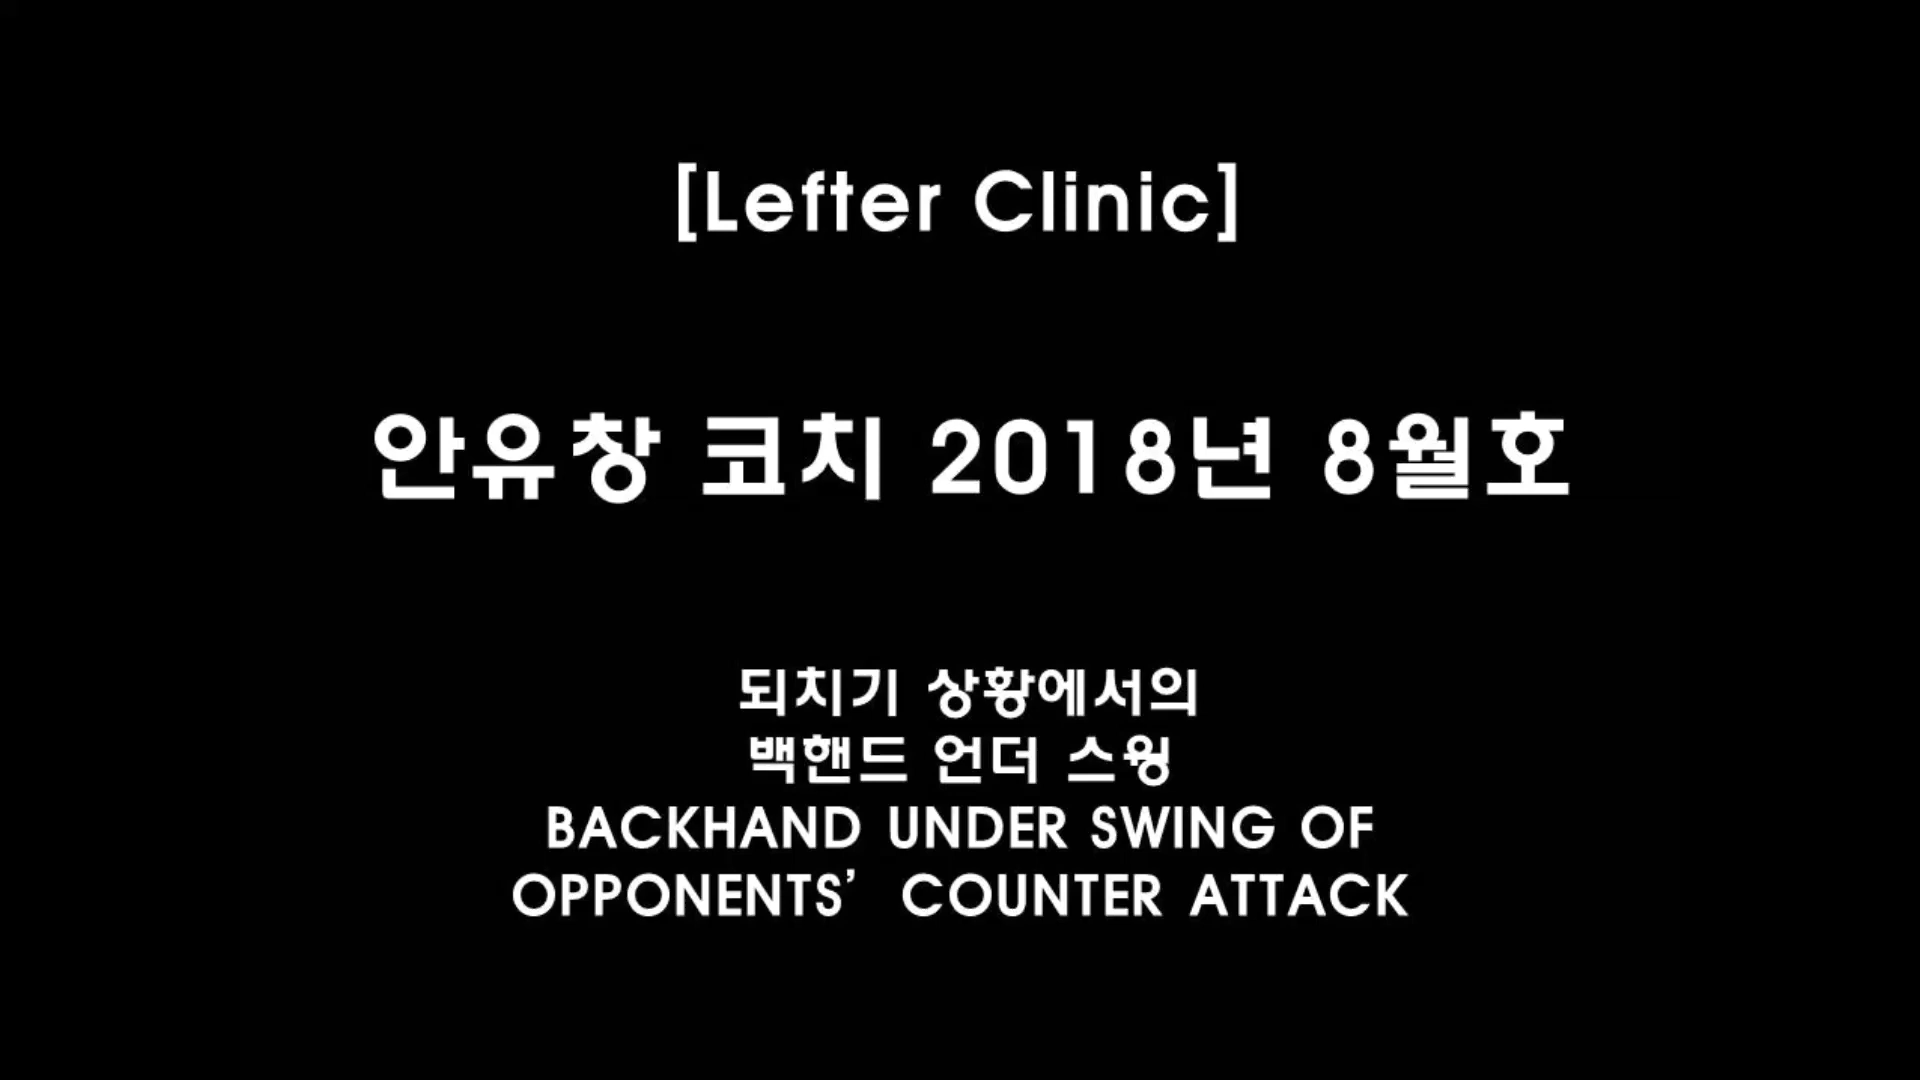 [Lefter Clinic]
안유창 코치 2018년 8월호
되치기 상황에서의
백핸드 언더 스윙
BACKHAND UNDER SWING OF
OPPONENTS’ COUNTER ATTACK